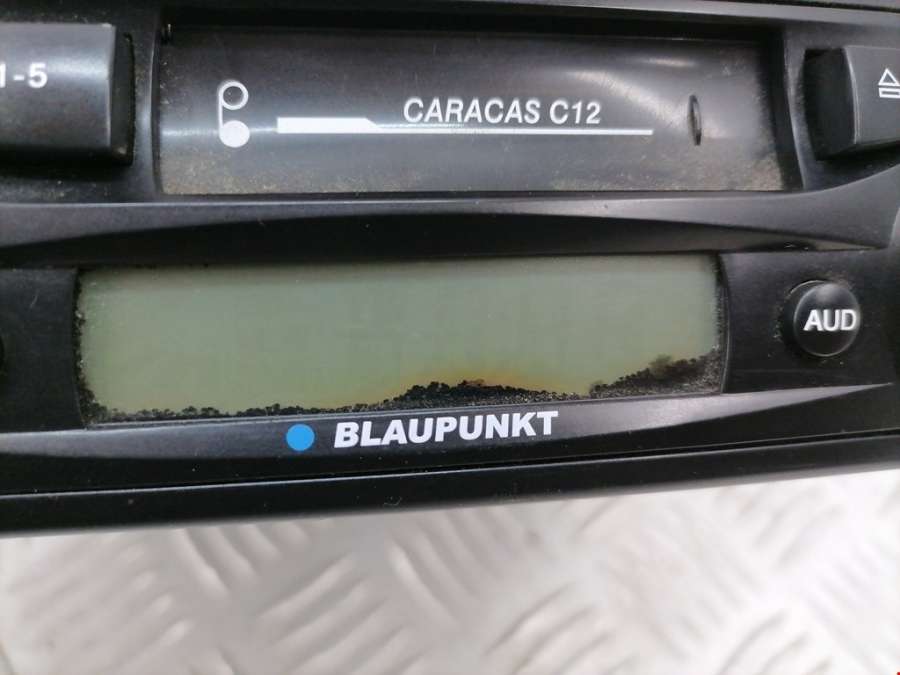 1-5
CARACAS C12
AUD
BLAUPUNKT